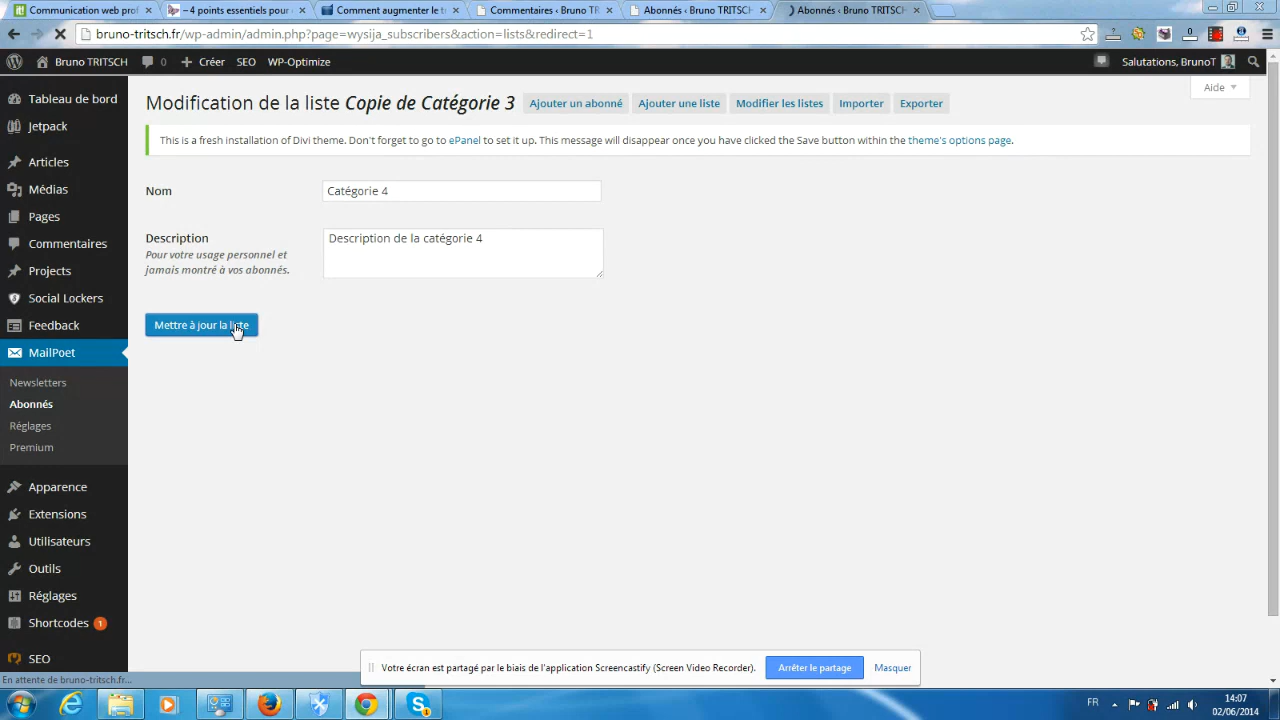 Communication web prof
– 4 points essentiels pour
Comment augmenter le t
Commentaires ‹ Bruno TR
Abonnés ‹ Bruno TRITSCH
Abonnés ‹ Bruno TRITSCH
bruno-tritsch.fr/wp-admin/admin.php?page=wysija_subscribers&action=lists&redirect=1
Bruno TRITSCH 0 + Créer SEO WP-Optimize Salutations, BrunoT
Aide
Tableau de bord
Jetpack
Articles
Médias
Pages
Commentaires
Projects
Social Lockers
Feedback
MailPoet
Newsletters
Abonnés
Réglages
Premium
Apparence
Extensions
Utilisateurs
Outils
Réglages
Shortcodes 1
SEO
Modification de la liste Copie de Catégorie 3 Ajouter un abonné Ajouter une liste Modifier les listes Importer Exporter
This is a fresh installation of Divi theme. Don't forget to go to ePanel to set it up. This message will disappear once you have clicked the Save button within the theme's options page.
Nom Catégorie 4
Description Description de la catégorie 4
Pour votre usage personnel et
jamais montré à vos abonnés.
Mettre à jour la liste
Votre écran est partagé par le biais de l'application Screencastify (Screen Video Recorder). Arrêter le partage Masquer
En attente de bruno-tritsch.fr...
FR
14:07
02/06/2014